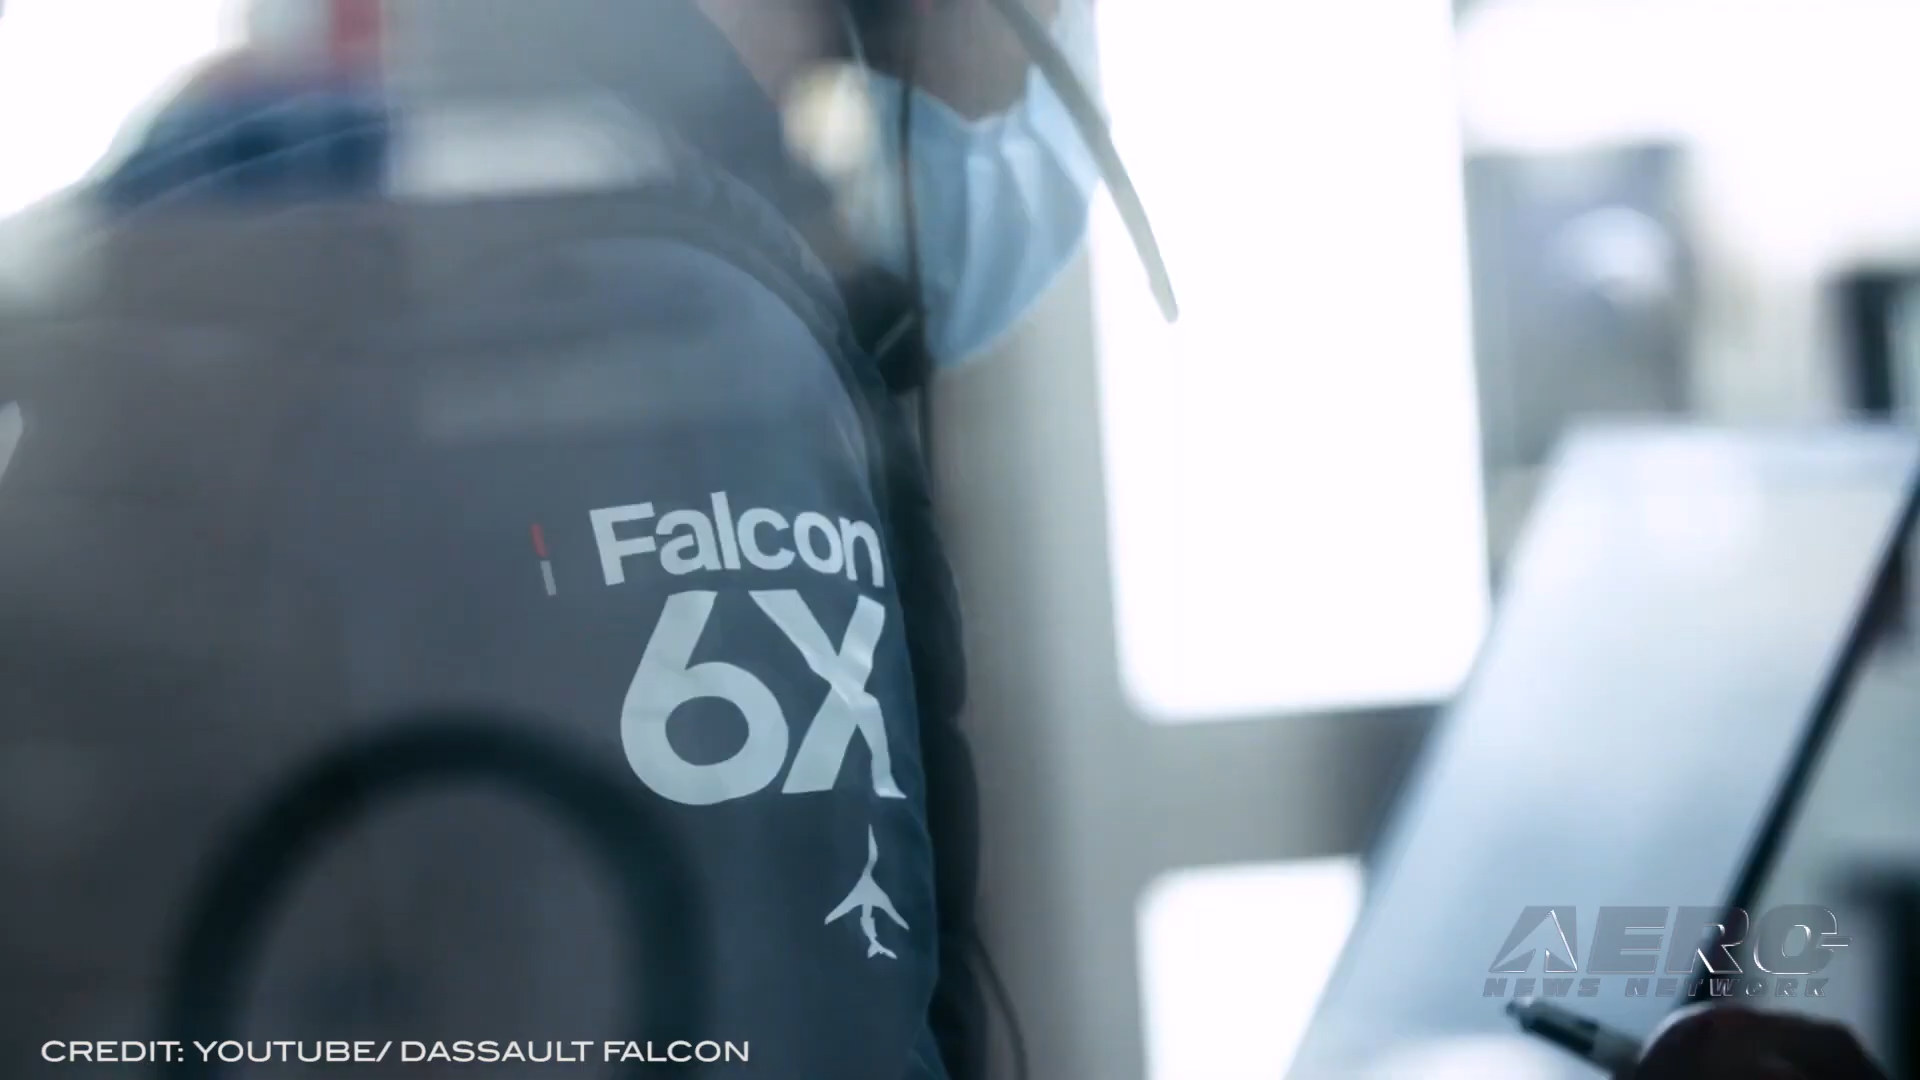 Falcon
6X
AERO
NEWS NETWORK
CREDIT: YOUTUBE/ DASSAULT FALCON